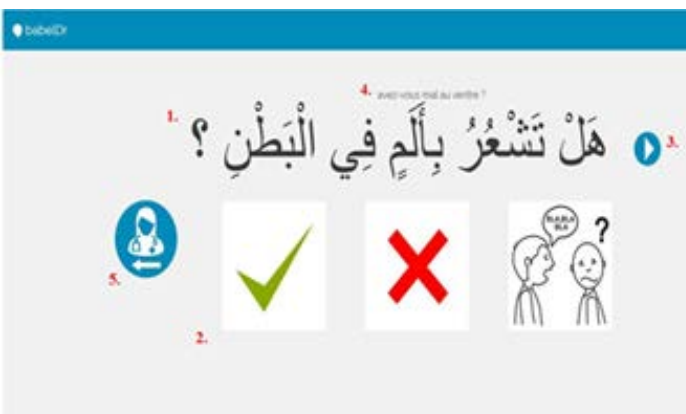 babelDr
4. avez-vous mal au ventre ?
1. هَلْ تَشْعُرُ بِأَلَمٍ فِي الْبَطْنِ ؟ 3.
BLA BLA BLA
?
5.
2.